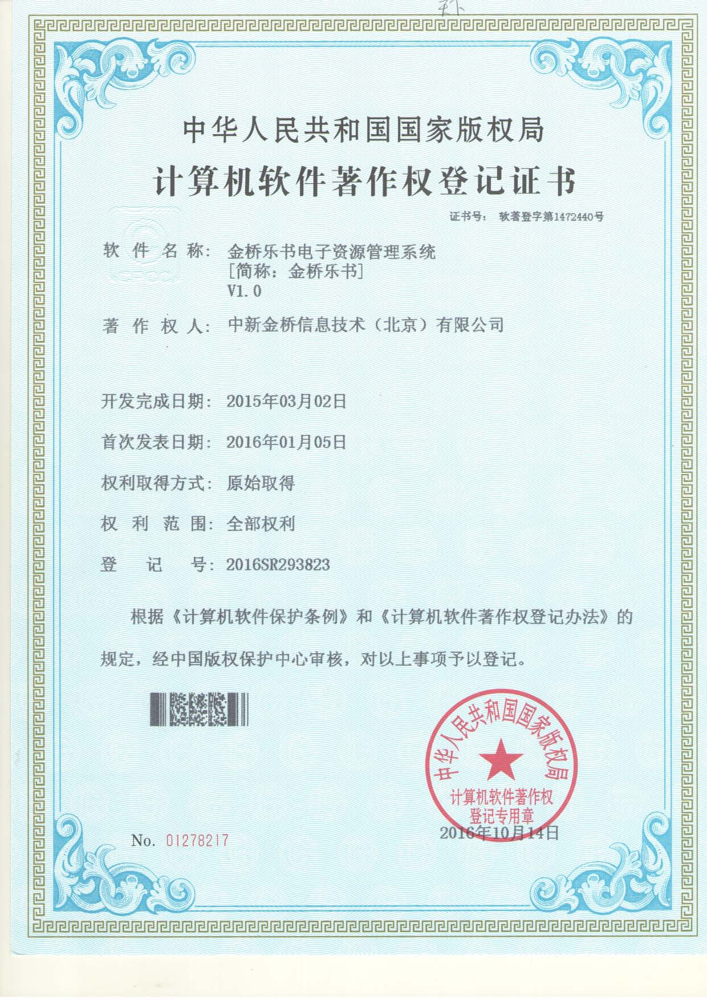 中华人民共和国国家版权局
计算机软件著作权登记证书
证书号: 软著登字第1472440号
软件名称: 金桥乐书电子资源管理系统
[简称: 金桥乐书]
V1.0
著作权人: 中新金桥信息技术(北京)有限公司
开发完成日期: 2015年03月02日
首次发表日期: 2016年01月05日
权利取得方式: 原始取得
权利范围: 全部权利
登记号: 2016SR293823
根据《计算机软件保护条例》和《计算机软件著作权登记办法》的
规定，经中国版权保护中心审核，对以上事项予以登记。
中华人民共和国国家版权局
计算机软件著作权
登记专用章
2016年10月14日
No. 01278217